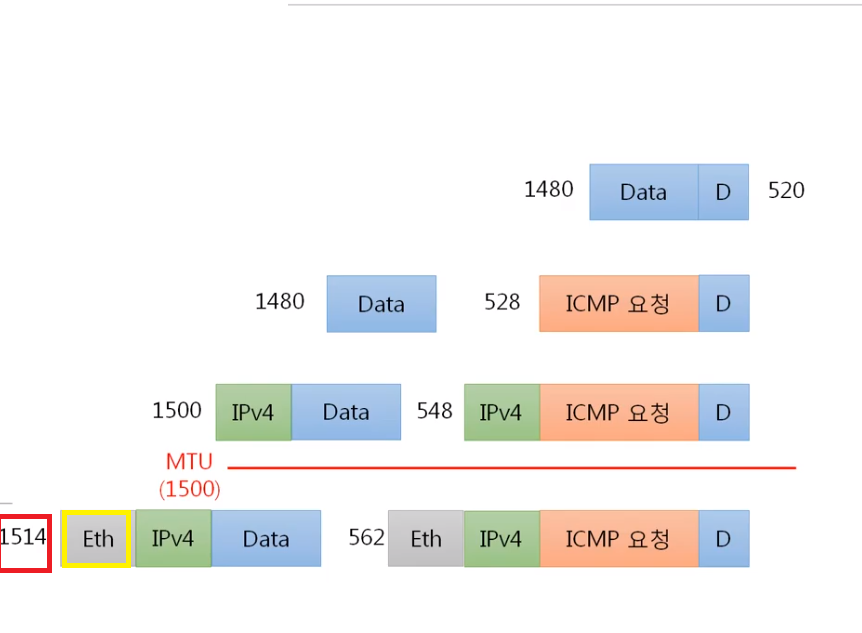 1480 Data D 520
1480 Data 528 ICMP 요청 D
1500 IPv4 Data 548 IPv4 ICMP 요청 D
MTU
(1500)
1514 Eth IPv4 Data 562 Eth IPv4 ICMP 요청 D